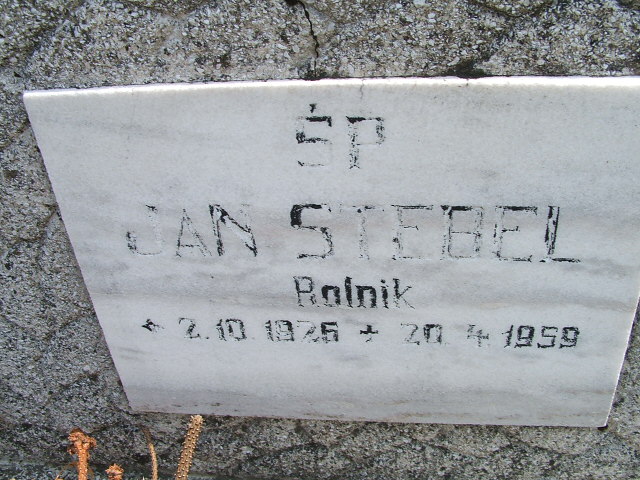 ŚP
JAN STEBEL
Rolnik
* 2.10.1926 + 20.4.1959